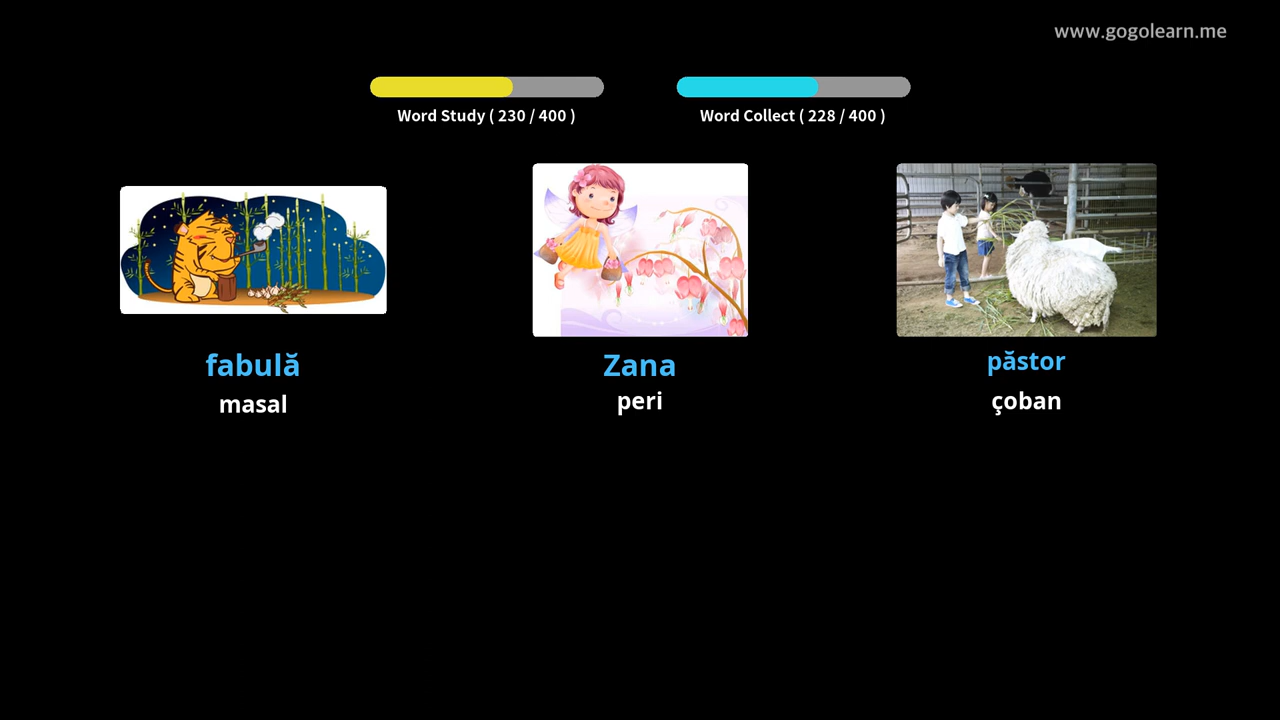 www.gogolearn.me
Word Study ( 230 / 400 )
Word Collect ( 228 / 400 )
fabulă
masal
Zana
peri
păstor
çoban